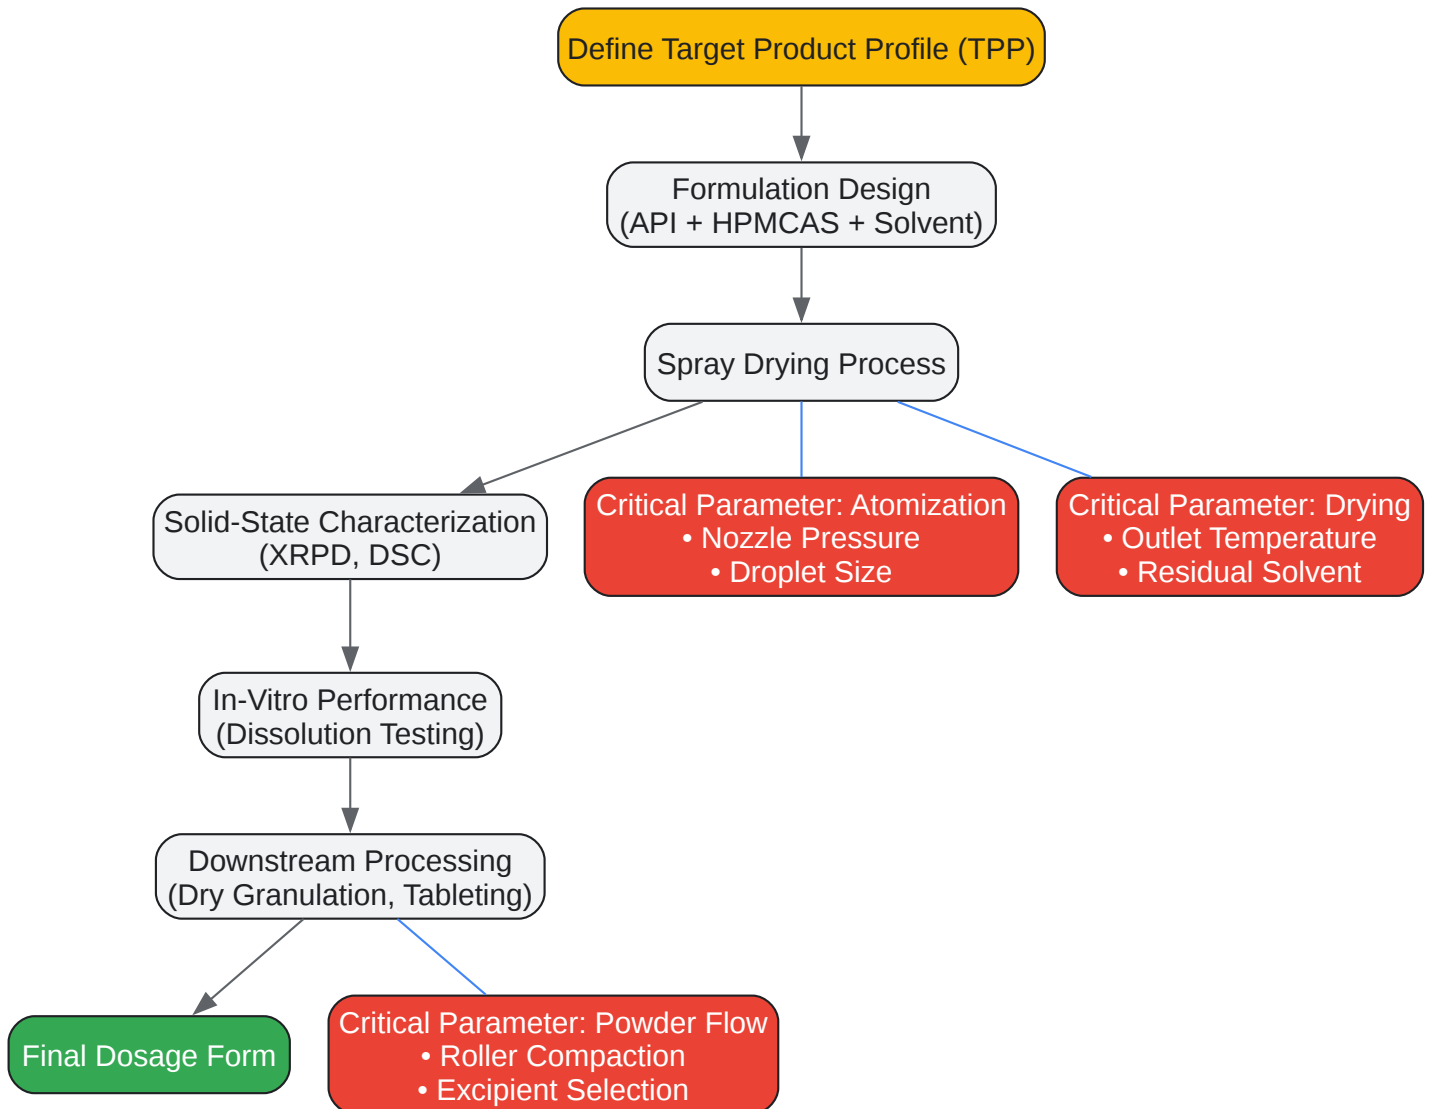 Define Target Product Profile (TPP)
Formulation Design
(API + HPMCAS + Solvent)
Spray Drying Process
Solid-State Characterization
(XRPD, DSC)
Critical Parameter: Atomization
• Nozzle Pressure
• Droplet Size
Critical Parameter: Drying
• Outlet Temperature
• Residual Solvent
In-Vitro Performance
(Dissolution Testing)
Downstream Processing
(Dry Granulation, Tableting)
Final Dosage Form
Critical Parameter: Powder Flow
• Roller Compaction
• Excipient Selection